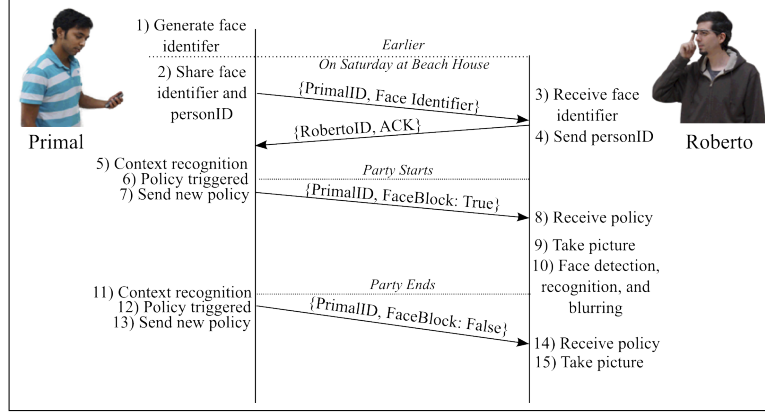 1) Generate face
identifer
Earlier
On Saturday at Beach House
2) Share face
identifier and
personID
{PrimalID, Face Identifier}
3) Receive face
identifier
{RobertoID, ACK}
4) Send personID
Primal
Roberto
5) Context recognition
6) Policy triggered
7) Send new policy
Party Starts
{PrimalID, FaceBlock: True}
8) Receive policy
9) Take picture
10) Face detection,
recognition, and
blurring
Party Ends
11) Context recognition
12) Policy triggered
13) Send new policy
{PrimalID, FaceBlock: False}
14) Receive policy
15) Take picture